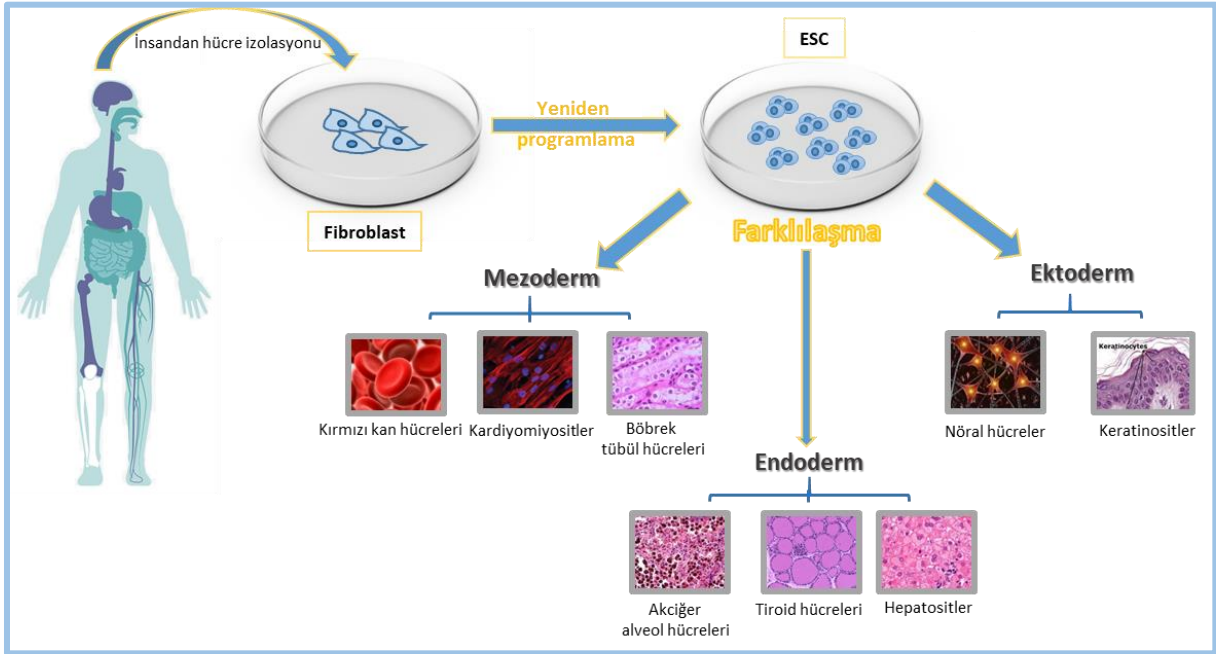 İnsandan hücre izolasyonu
Fibroblast
Yeniden
programlama
ESC
Farklılaşma
Mezoderm
Kırmızı kan hücreleri
Kardiyomiyositler
Böbrek
tübül hücreleri
Endoderm
Akciğer
alveol hücreleri
Tiroid hücreleri
Hepatositler
Ektoderm
Nöral hücreler
Keratinocytes
Keratinositler